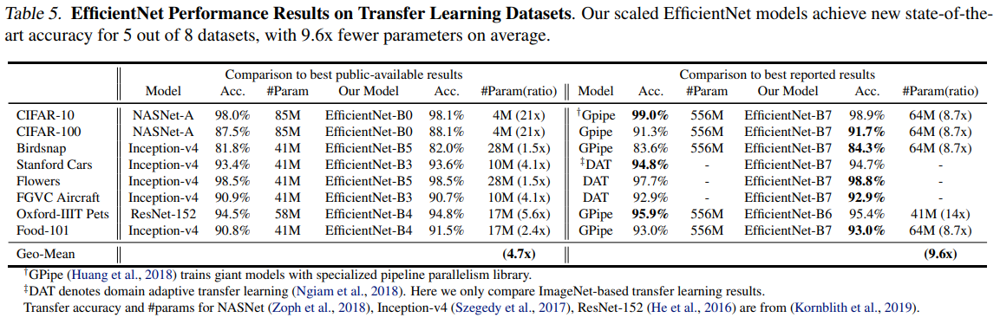 Table 5. EfficientNet Performance Results on Transfer Learning Datasets. Our scaled EfficientNet models achieve new state-of-the-
art accuracy for 5 out of 8 datasets, with 9.6x fewer parameters on average.
Comparison to best public-available results Comparison to best reported results
Model Acc. #Param Our Model Acc. #Param(ratio) Model Acc. #Param Our Model Acc. #Param(ratio)
CIFAR-10 NASNet-A 98.0% 85M EfficientNet-B0 98.1% 4M (21x) †Gpipe 99.0% 556M EfficientNet-B7 98.9% 64M (8.7x)
CIFAR-100 NASNet-A 87.5% 85M EfficientNet-B0 88.1% 4M (21x) Gpipe 91.3% 556M EfficientNet-B7 91.7% 64M (8.7x)
Birdsnap Inception-v4 81.8% 41M EfficientNet-B5 82.0% 28M (1.5x) GPipe 83.6% 556M EfficientNet-B7 84.3% 64M (8.7x)
Stanford Cars Inception-v4 93.4% 41M EfficientNet-B3 93.6% 10M (4.1x) ‡DAT 94.8% - EfficientNet-B7 94.7% -
Flowers Inception-v4 98.5% 41M EfficientNet-B5 98.5% 28M (1.5x) DAT 97.7% - EfficientNet-B7 98.8% -
FGVC Aircraft Inception-v4 90.9% 41M EfficientNet-B3 90.7% 10M (4.1x) DAT 92.9% - EfficientNet-B7 92.9% -
Oxford-IIIT Pets ResNet-152 94.5% 58M EfficientNet-B4 94.8% 17M (5.6x) GPipe 95.9% 556M EfficientNet-B6 95.4% 41M (14x)
Food-101 Inception-v4 90.8% 41M EfficientNet-B4 91.5% 17M (2.4x) GPipe 93.0% 556M EfficientNet-B7 93.0% 64M (8.7x)
Geo-Mean (4.7x) (9.6x)
†GPipe (Huang et al., 2018) trains giant models with specialized pipeline parallelism library.
‡DAT denotes domain adaptive transfer learning (Ngiam et al., 2018). Here we only compare ImageNet-based transfer learning results.
Transfer accuracy and #params for NASNet (Zoph et al., 2018), Inception-v4 (Szegedy et al., 2017), ResNet-152 (He et al., 2016) are from (Kornblith et al., 2019).